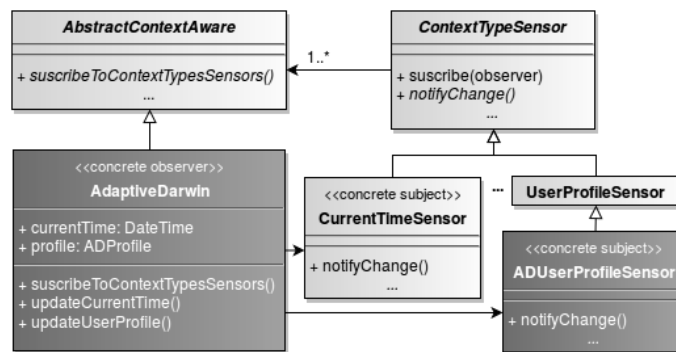 AbstractContextAware
+ suscribeToContextTypesSensors()
...
1..*
ContextTypeSensor
+ suscribe(observer)
+ notifyChange()
...
<<concrete observer>>
AdaptiveDarwin
+ currentTime: DateTime
+ profile: ADProfile
+ suscribeToContextTypesSensors()
+ updateCurrentTime()
+ updateUserProfile()
<<concrete subject>>
CurrentTimeSensor
+ notifyChange()
...
...
UserProfileSensor
<<concrete subject>>
ADUserProfileSensor
+ notifyChange()
...